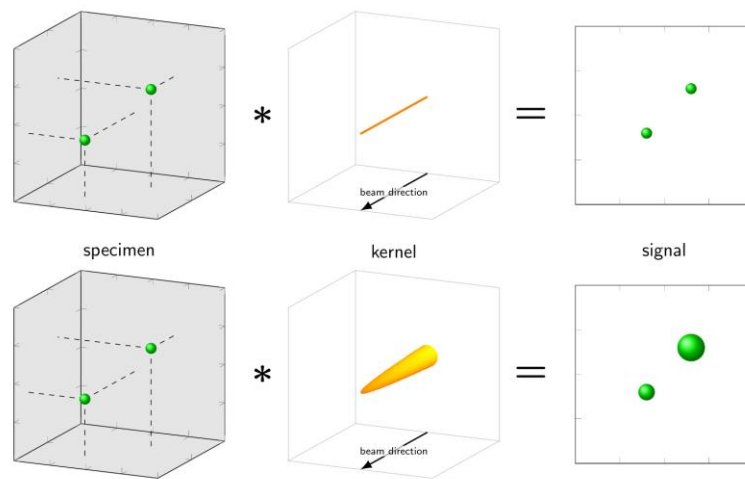 * =
beam direction
specimen kernel signal
* =
beam direction